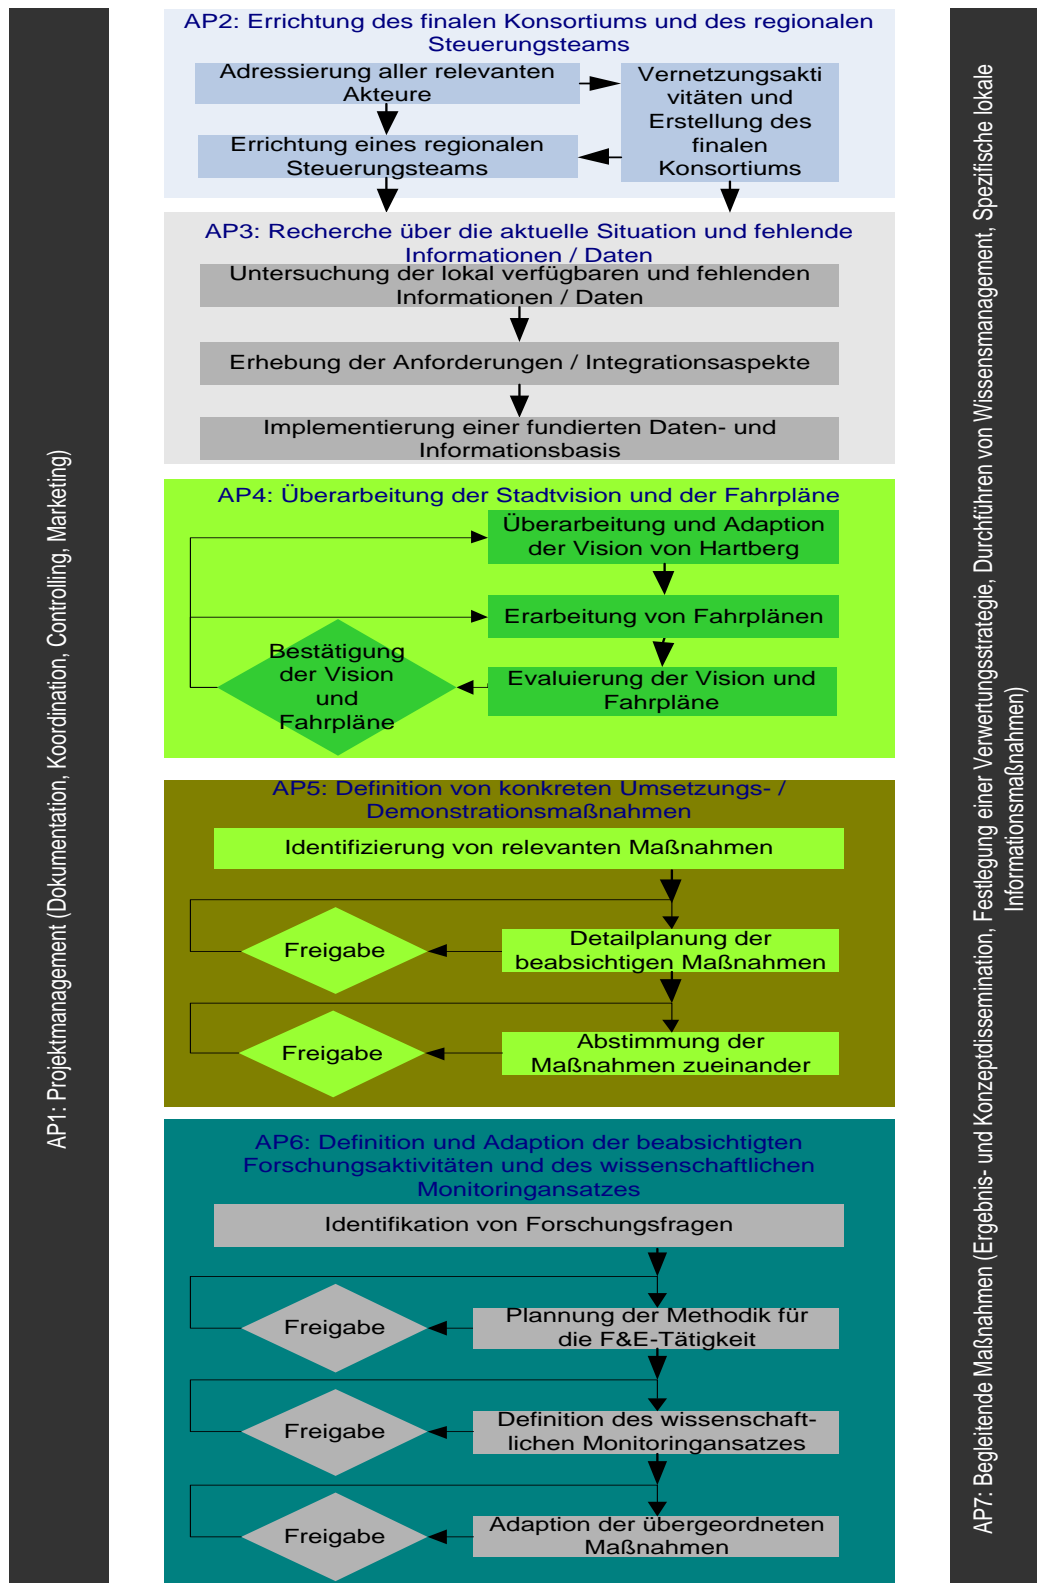 AP1: Projektmanagement (Dokumentation, Koordination, Controlling, Marketing)
AP2: Errichtung des finalen Konsortiums und des regionalen
Steuerungsteams
Adressierung aller relevanten
Akteure
Vernetzungsakti
vitäten und
Erstellung des
finalen
Konsortiums
Errichtung eines regionalen
Steuerungsteams
AP3: Recherche über die aktuelle Situation und fehlende
Informationen / Daten
Untersuchung der lokal verfügbaren und fehlenden
Informationen / Daten
Erhebung der Anforderungen / Integrationsaspekte
Implementierung einer fundierten Daten- und
Informationsbasis
AP4: Überarbeitung der Stadtvision und der Fahrpläne
Überarbeitung und Adaption
der Vision von Hartberg
Erarbeitung von Fahrplänen
Bestätigung
der Vision
und
Fahrpläne
Evaluierung der Vision und
Fahrpläne
AP5: Definition von konkreten Umsetzungs- /
Demonstrationsmaßnahmen
Identifizierung von relevanten Maßnahmen
Freigabe
Detailplanung der
beabsichtigen Maßnahmen
Freigabe
Abstimmung der
Maßnahmen zueinander
AP6: Definition und Adaption der beabsichtigten
Forschungsaktivitäten und des wissenschaftlichen
Monitoringansatzes
Identifikation von Forschungsfragen
Freigabe
Plannung der Methodik für
die F&E-Tätigkeit
Freigabe
Definition des wissenschaft-
lichen Monitoringansatzes
Freigabe
Adaption der übergeordneten
Maßnahmen
AP7: Begleitende Maßnahmen (Ergebnis- und Konzeptdissemination, Festlegung einer Verwertungsstrategie, Durchführen von Wissensmanagement, Spezifische lokale
Informationsmaßnahmen)